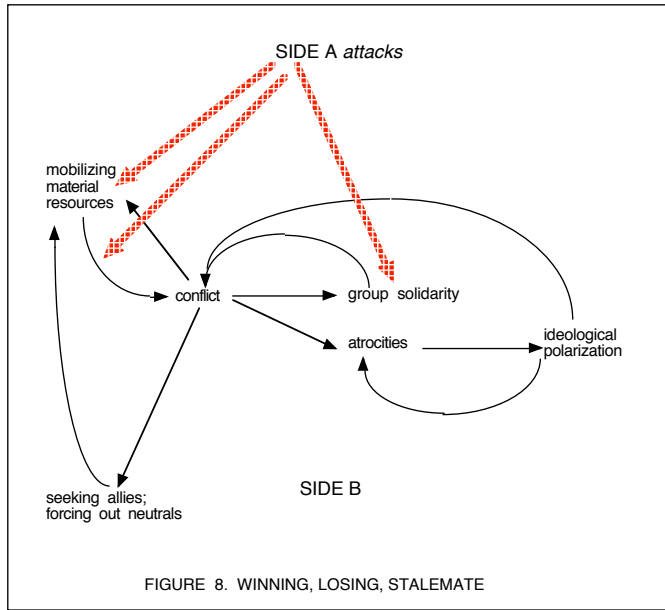 SIDE A attacks
mobilizing
material
resources
conflict
group solidarity
atrocities
ideological
polarization
seeking allies;
forcing out neutrals
SIDE B
FIGURE 8. WINNING, LOSING, STALEMATE